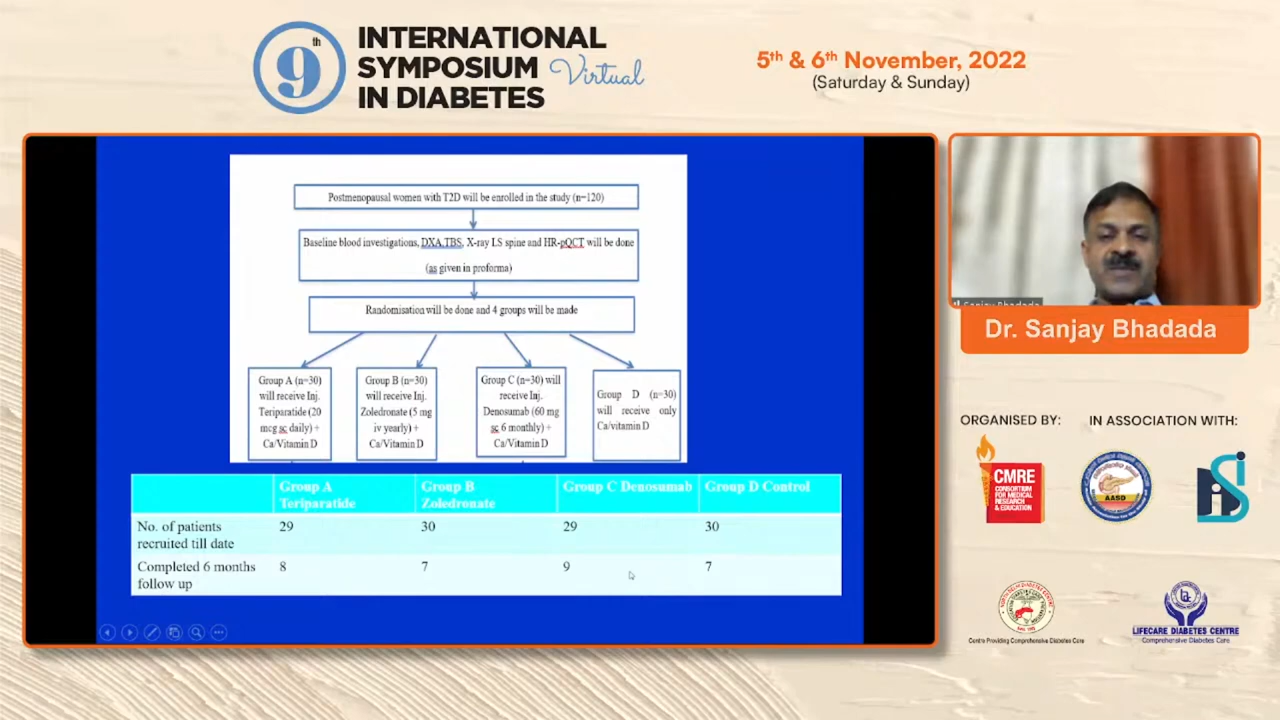 9th
INTERNATIONAL
SYMPOSIUM Virtual
IN DIABETES
5th & 6th November, 2022
(Saturday & Sunday)
Postmenopausal women with T2D will be enrolled in the study (n=120)
Baseline blood investigations, DXA,TBS, X-ray LS spine and HR-pQCT will be done
(as given in proforma)
Randomisation will be done and 4 groups will be made
Group A (n=30)
will receive Inj.
Teriparatide (20
mcg sc daily) +
Ca/Vitamin D
Group B (n=30)
will receive Inj.
Zoledronate (5 mg
iv yearly) +
Ca/Vitamin D
Group C (n=30) will
receive Inj.
Denosumab (60 mg
sc 6 monthly) +
Ca/Vitamin D
Group D (n=30)
will receive only
Ca/vitamin D
Group A Teriparatide
Group B Zoledronate
Group C Denosumab
Group D Control
No. of patients recruited till date 29 30 29 30
Completed 6 months follow up 8 7 9 7
Sanjay Bhadada
Dr. Sanjay Bhadada
ORGANISED BY:
IN ASSOCIATION WITH:
CMRE
CONSORTIUM
FOR MEDICAL
RESEARCH
& EDUCATION
AASD
Centre Providing Comprehensive Diabetes Care
LIFECARE DIABETES CENTRE
Comprehensive Diabetes Care